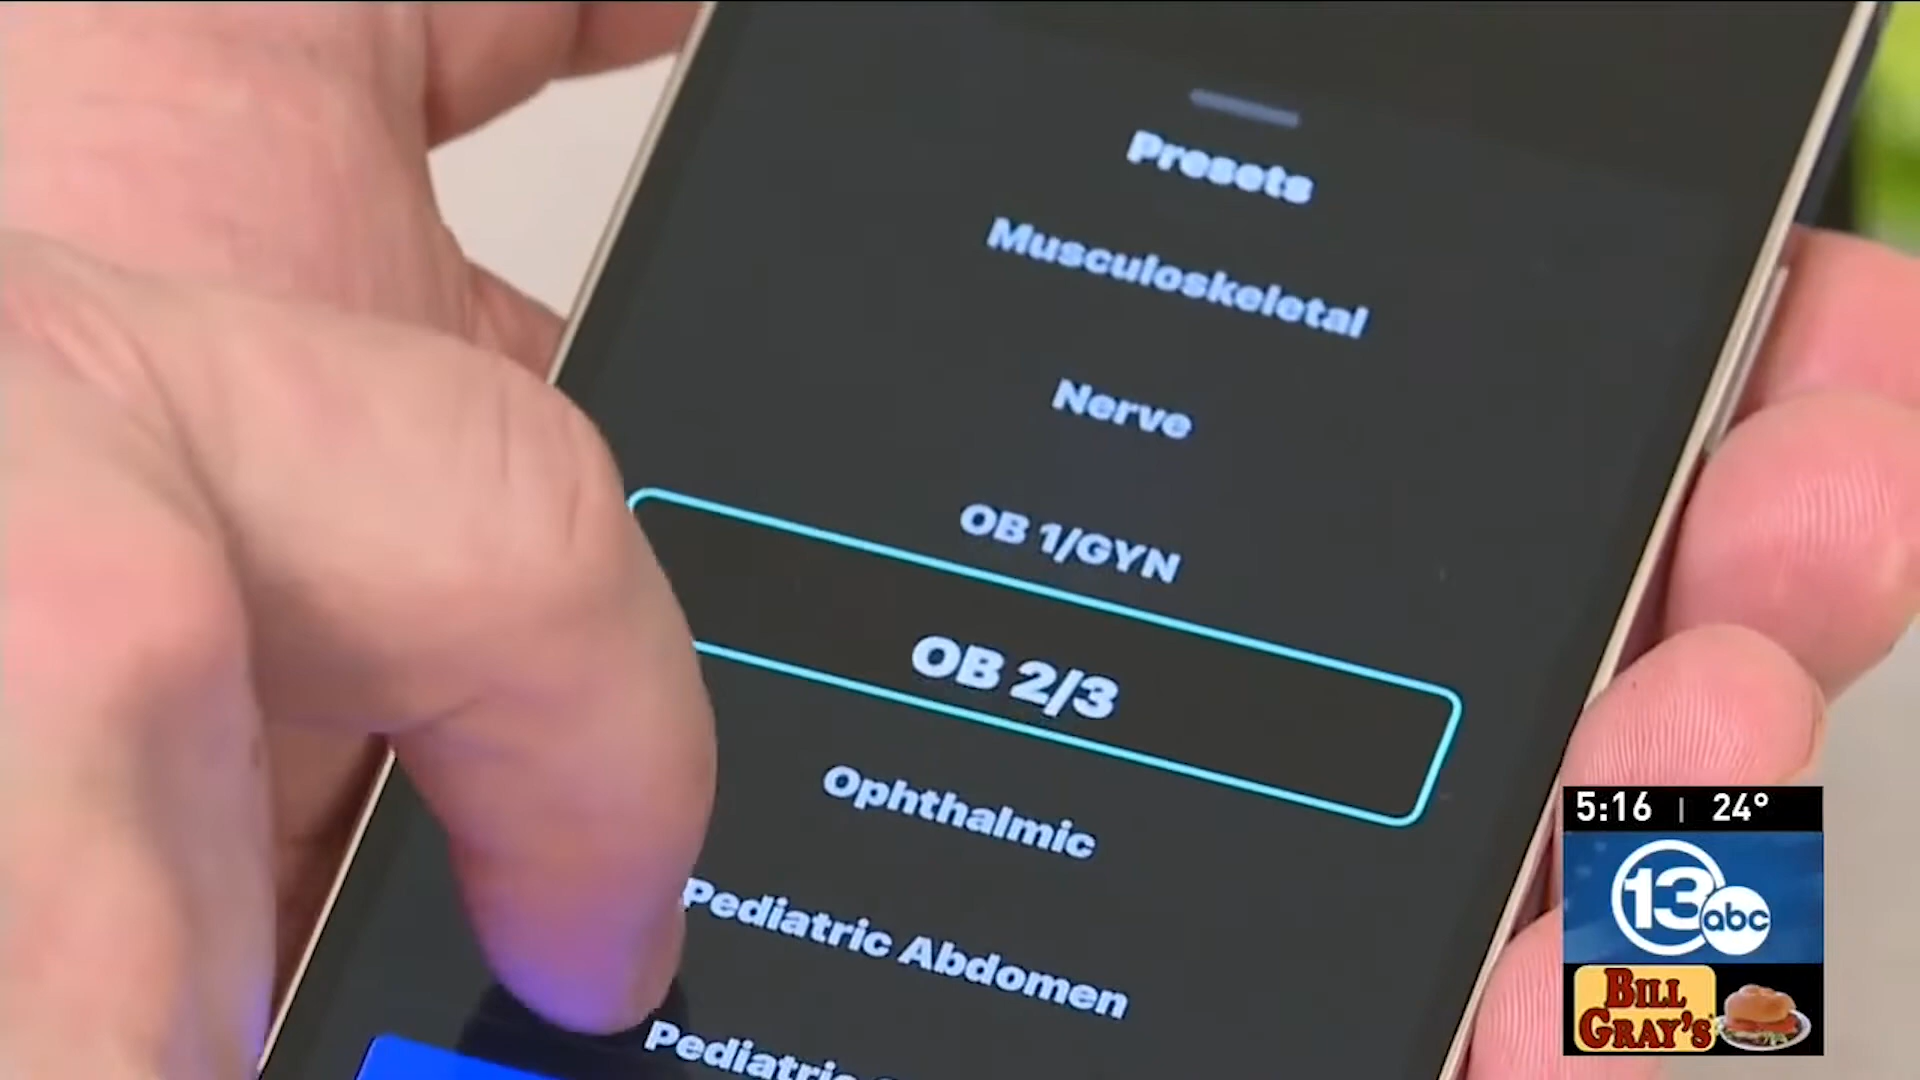 Presets
Musculoskeletal
Nerve
OB 1/GYN
OB 2/3
Ophthalmic
Pediatric Abdomen
Pediatric
5:16 | 24°
13 abc
BILL
GRAY'S